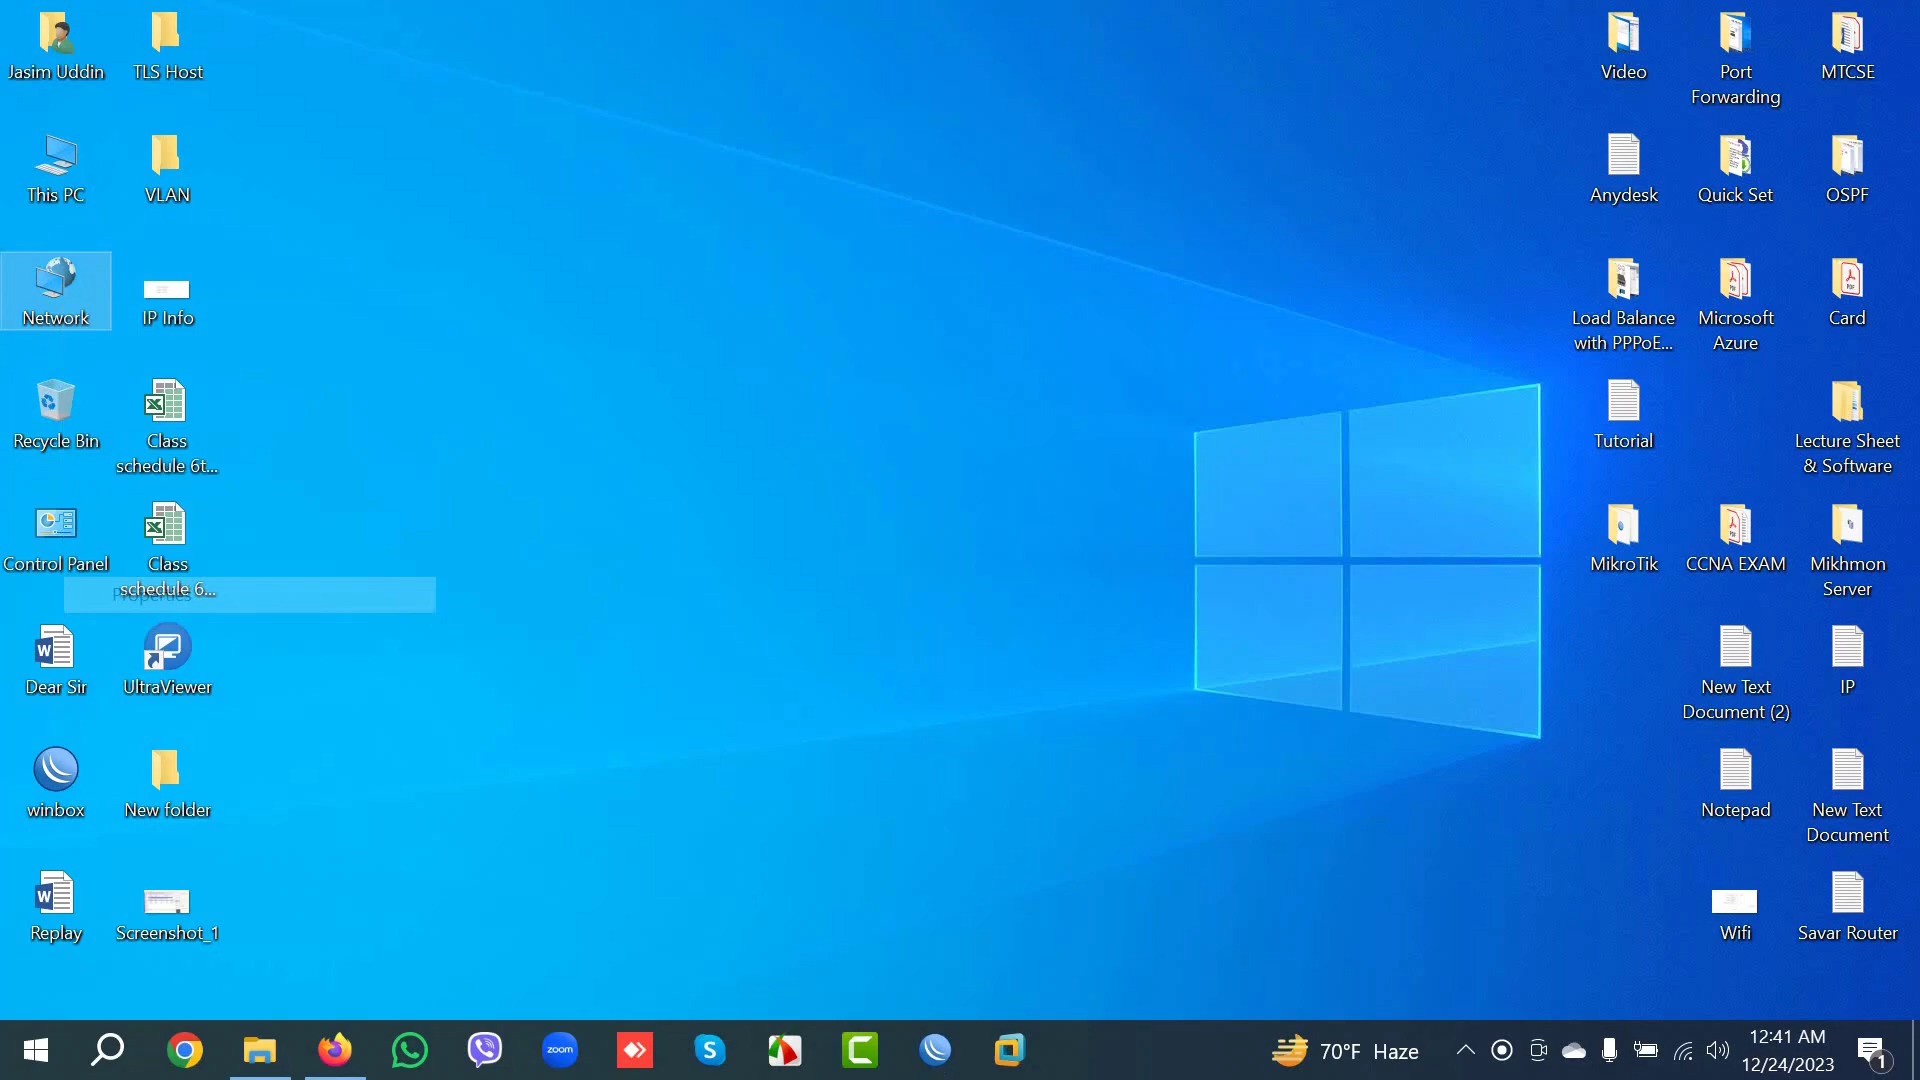 Jasim Uddin
TLS Host
Video
Port
Forwarding
MTCSE
This PC
VLAN
Anydesk
Quick Set
OSPF
Network
IP Info
Load Balance
with PPPoE...
Microsoft
Azure
Card
Recycle Bin
Class
schedule 6t...
Tutorial
Lecture Sheet
& Software
Control Panel
Class
schedule 6...
Properties
MikroTik
CCNA EXAM
Mikhmon
Server
Dear Sir
UltraViewer
New Text
Document (2)
IP
winbox
New folder
Notepad
New Text
Document
Replay
Screenshot_1
Wifi
Savar Router
zoom
70°F Haze
12:41 AM
12/24/2023
1